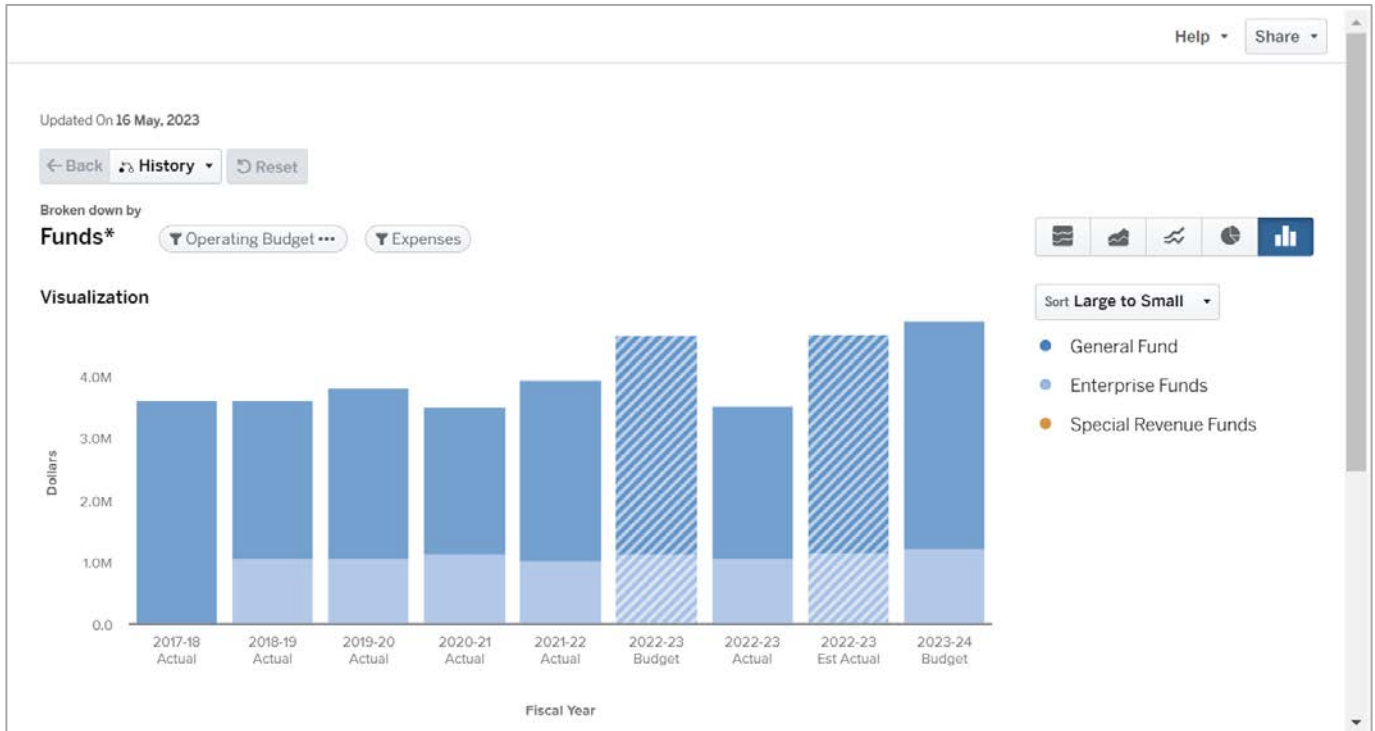 Help Share
Updated On 16 May, 2023
Back History Reset
Broken down by
Funds* Operating Budget ••• Expenses
Visualization
Sort Large to Small
General Fund
Enterprise Funds
Special Revenue Funds
Dollars
4.0M
3.0M
2.0M
1.0M
0.0
2017-18 2018-19 2019-20 2020-21 2021-22 2022-23 2022-23 2022-23 2023-24
Actual Actual Actual Actual Actual Budget Actual Est Actual Budget
Fiscal Year